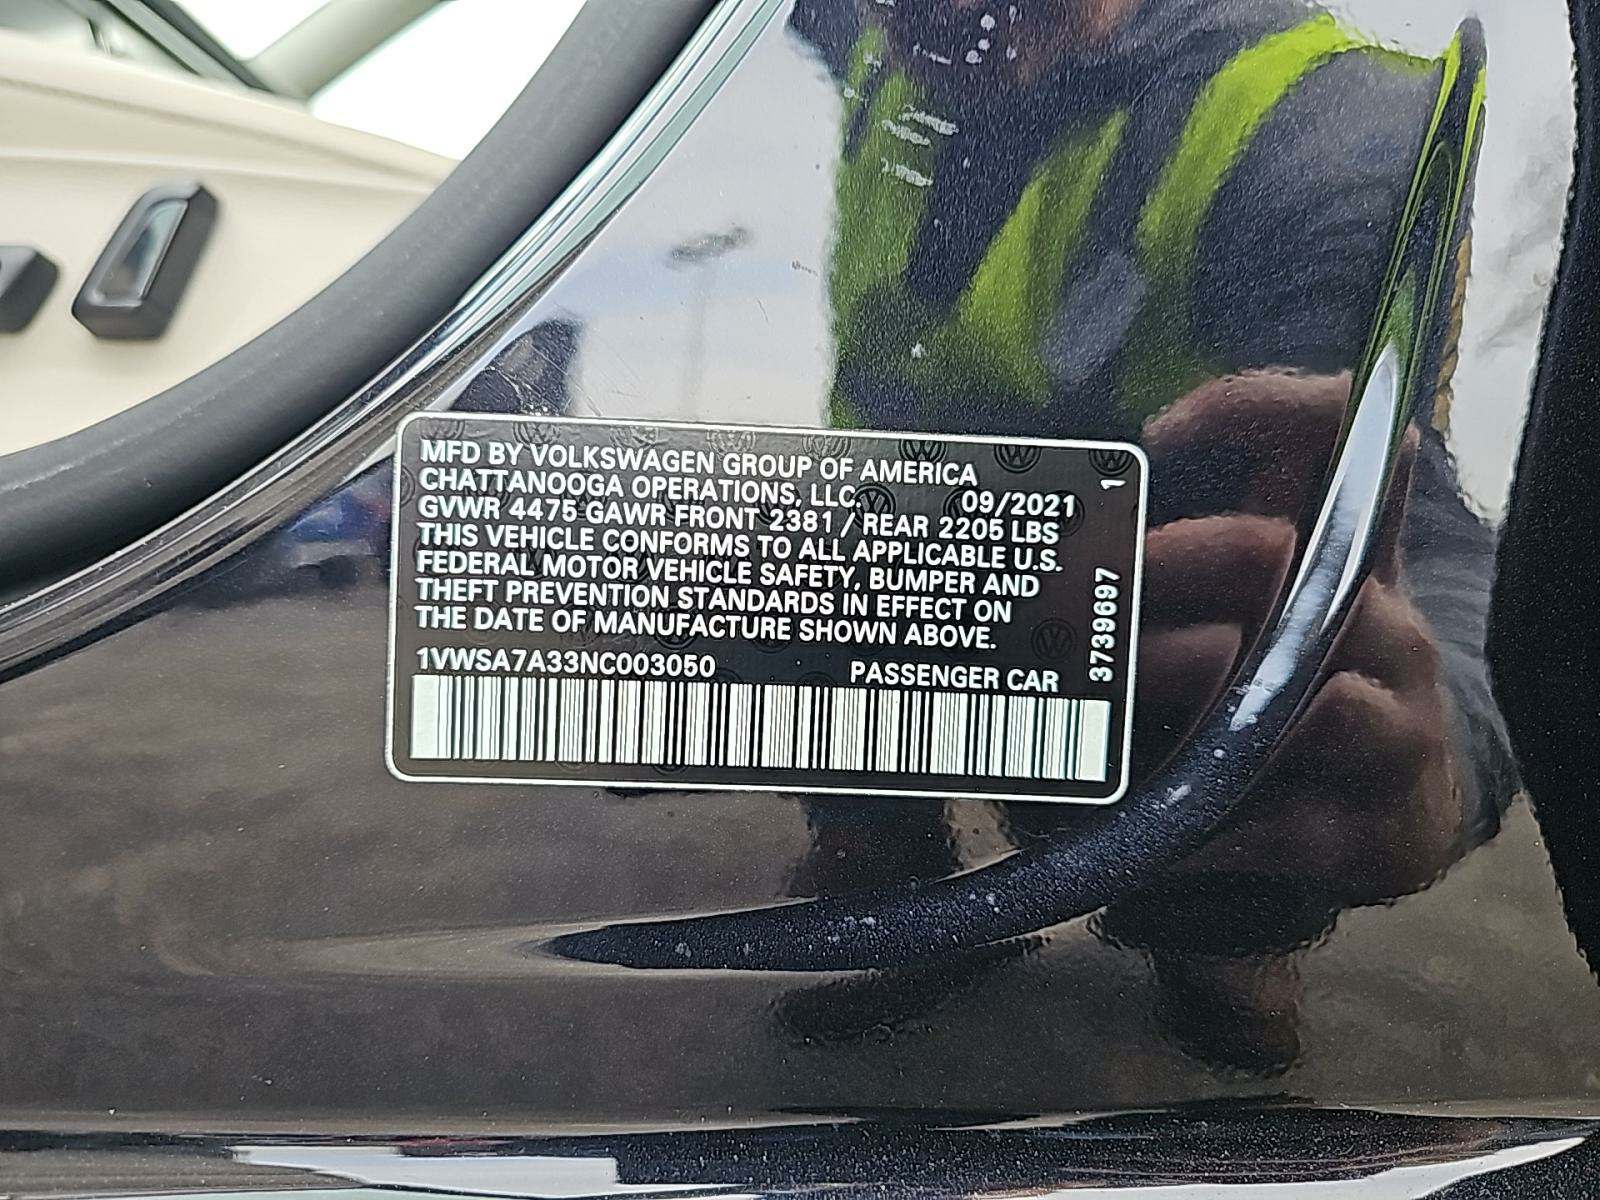 MFD BY VOLKSWAGEN GROUP OF AMERICA
CHATTANOOGA OPERATIONS, LLC. 09/2021
GVWR 4475 GAWR FRONT 2381 / REAR 2205 LBS
THIS VEHICLE CONFORMS TO ALL APPLICABLE U.S.
FEDERAL MOTOR VEHICLE SAFETY, BUMPER AND
THEFT PREVENTION STANDARDS IN EFFECT ON
THE DATE OF MANUFACTURE SHOWN ABOVE.
1VWSA7A33NC003050 PASSENGER CAR
3739697 1